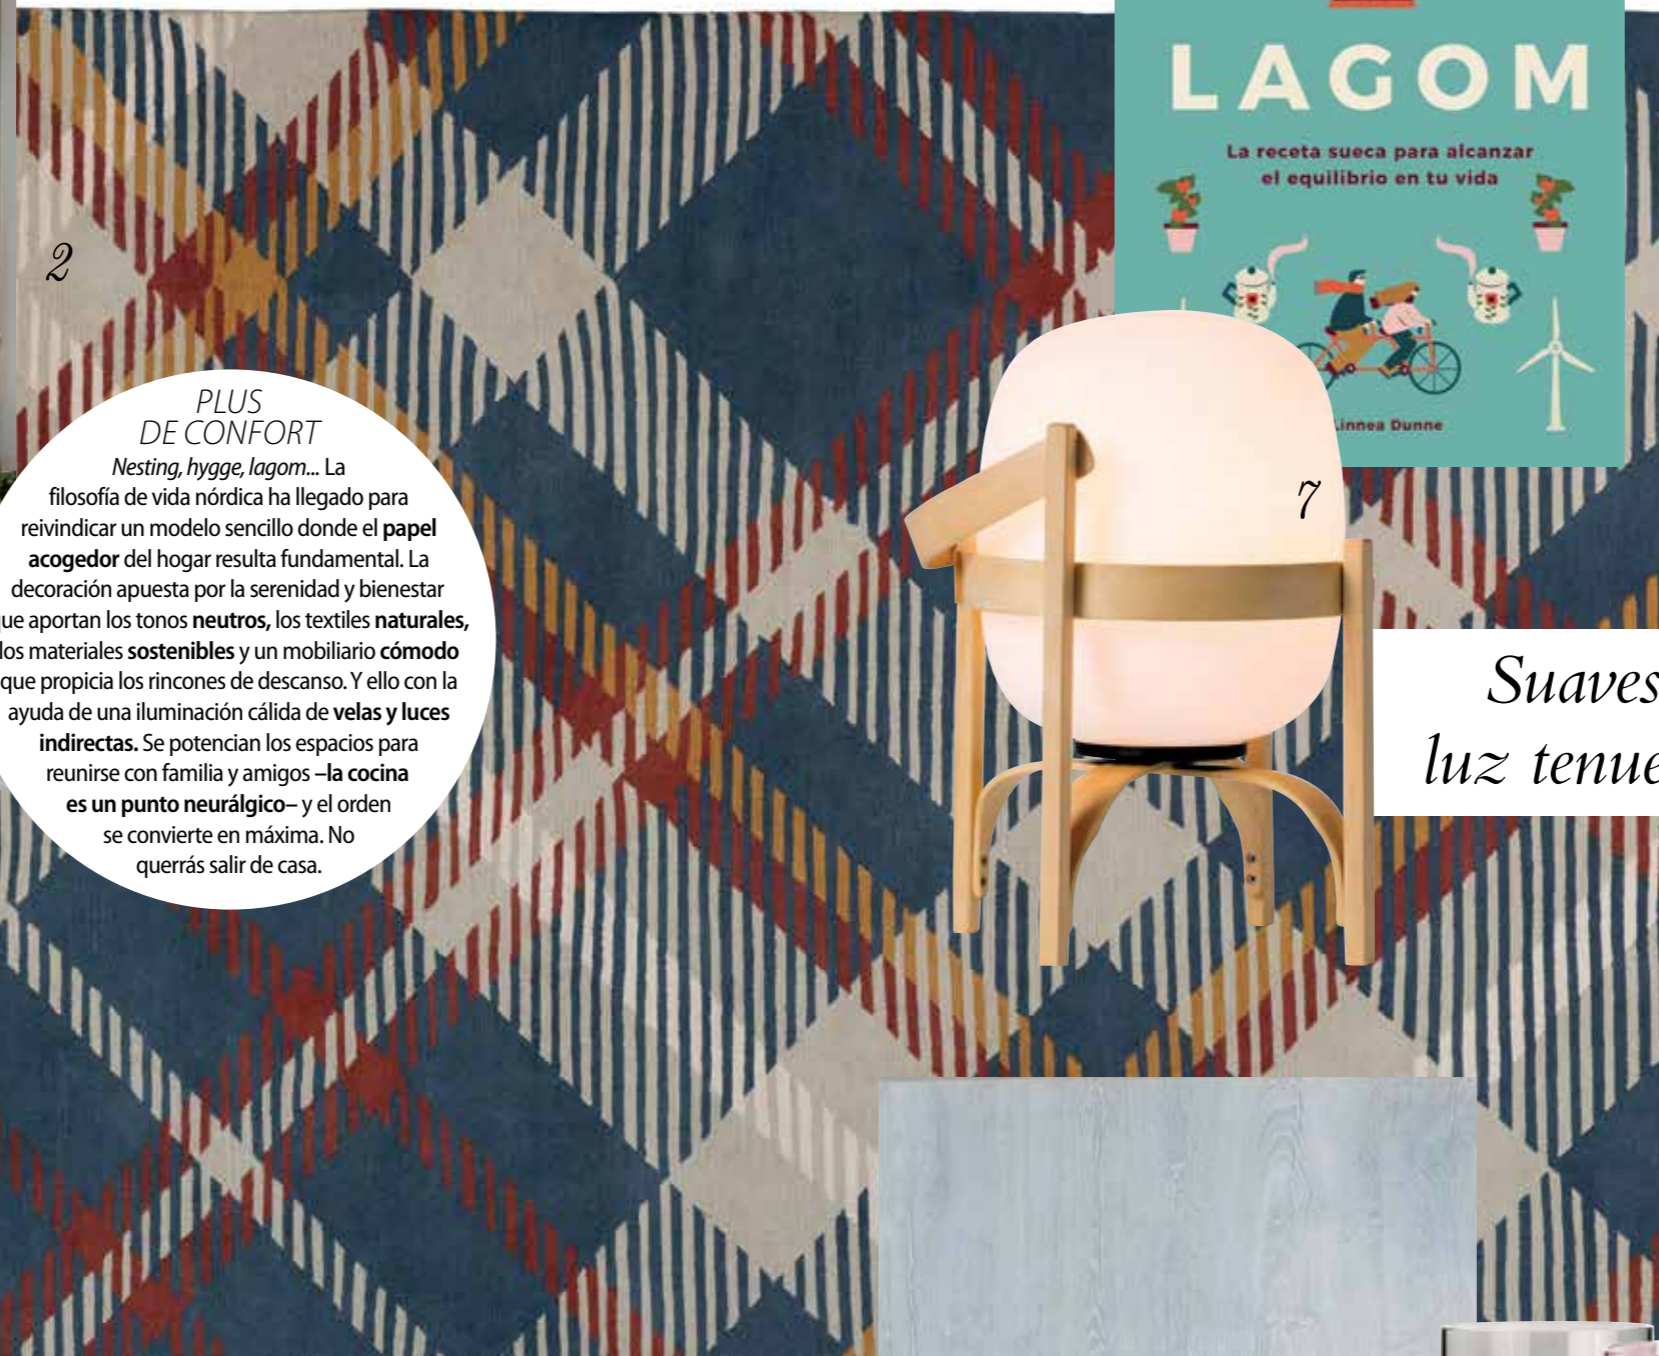 LAGOM
La receta sueca para alcanzar
el equilibrio en tu vida
Linnea Dunne
2
PLUS
DE CONFORT
Nesting, hygge, lagom... La
filosofía de vida nórdica ha llegado para
reivindicar un modelo sencillo donde el papel
acogedor del hogar resulta fundamental. La
decoración apuesta por la serenidad y bienestar
que aportan los tonos neutros, los textiles naturales,
los materiales sostenibles y un mobiliario cómodo
que propicia los rincones de descanso. Y ello con la
ayuda de una iluminación cálida de velas y luces
indirectas. Se potencian los espacios para
reunirse con familia y amigos –la cocina
es un punto neurálgico– y el orden
se convierte en máxima. No
querrás salir de casa.
7
Suaves
luz tenue